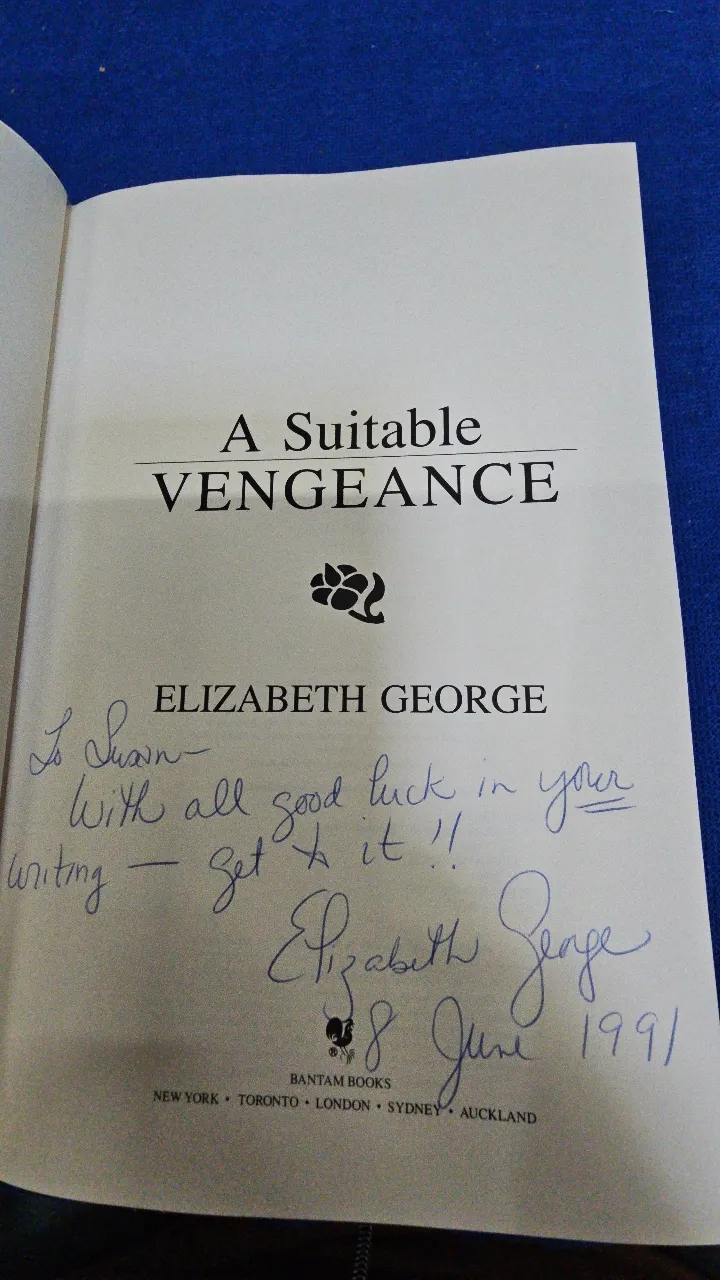 A Suitable
VENGEANCE
ELIZABETH GEORGE
To Susan—
With all good luck in your
writing — get to it!!
Elizabeth George
8 June 1991
®
BANTAM BOOKS
NEW YORK • TORONTO • LONDON • SYDNEY • AUCKLAND